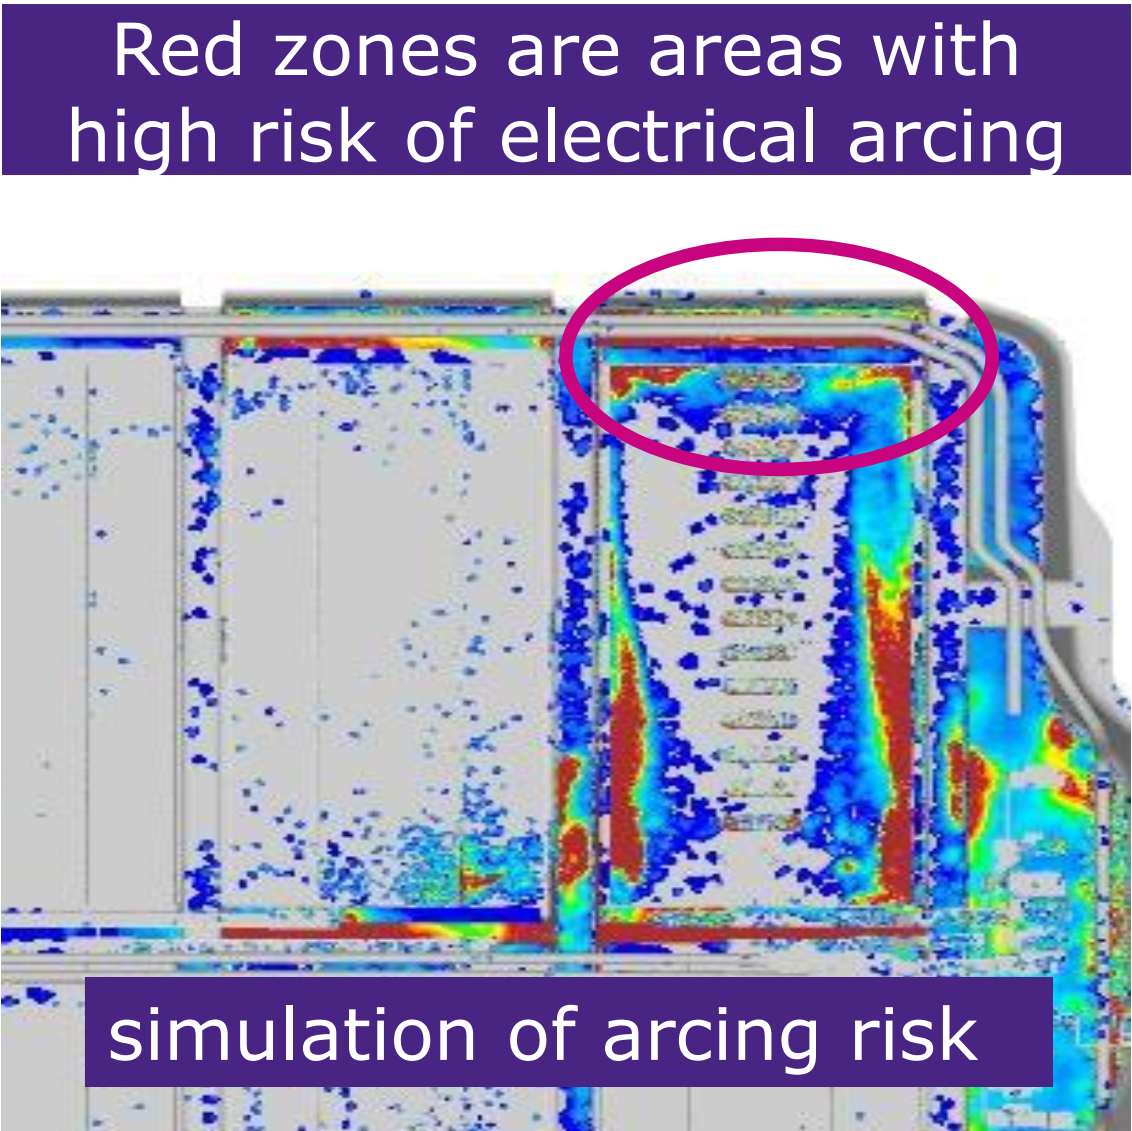 Red zones are areas with
high risk of electrical arcing
simulation of arcing risk